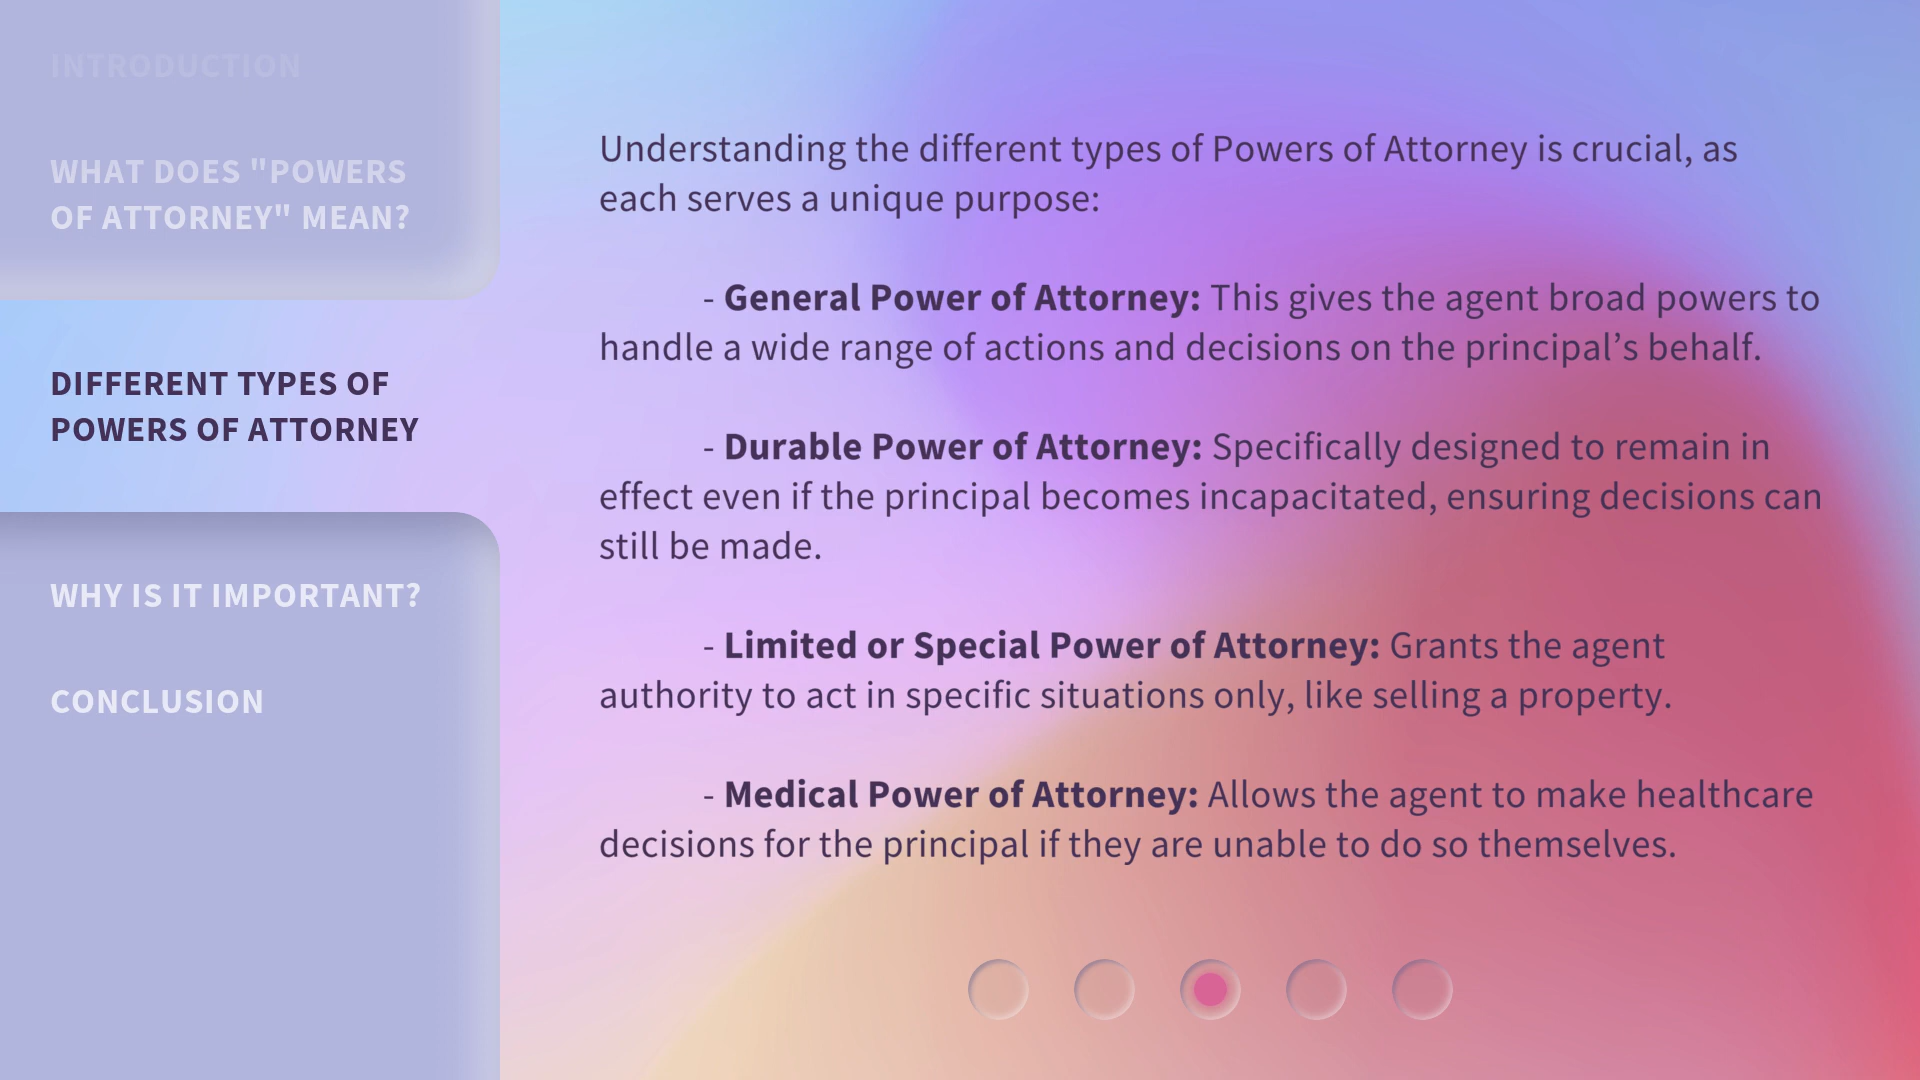 INTRODUCTION
WHAT DOES "POWERS
OF ATTORNEY" MEAN?
DIFFERENT TYPES OF
POWERS OF ATTORNEY
WHY IS IT IMPORTANT?
CONCLUSION
Understanding the different types of Powers of Attorney is crucial, as
each serves a unique purpose:
- General Power of Attorney: This gives the agent broad powers to
handle a wide range of actions and decisions on the principal’s behalf.
- Durable Power of Attorney: Specifically designed to remain in
effect even if the principal becomes incapacitated, ensuring decisions can
still be made.
- Limited or Special Power of Attorney: Grants the agent
authority to act in specific situations only, like selling a property.
- Medical Power of Attorney: Allows the agent to make healthcare
decisions for the principal if they are unable to do so themselves.